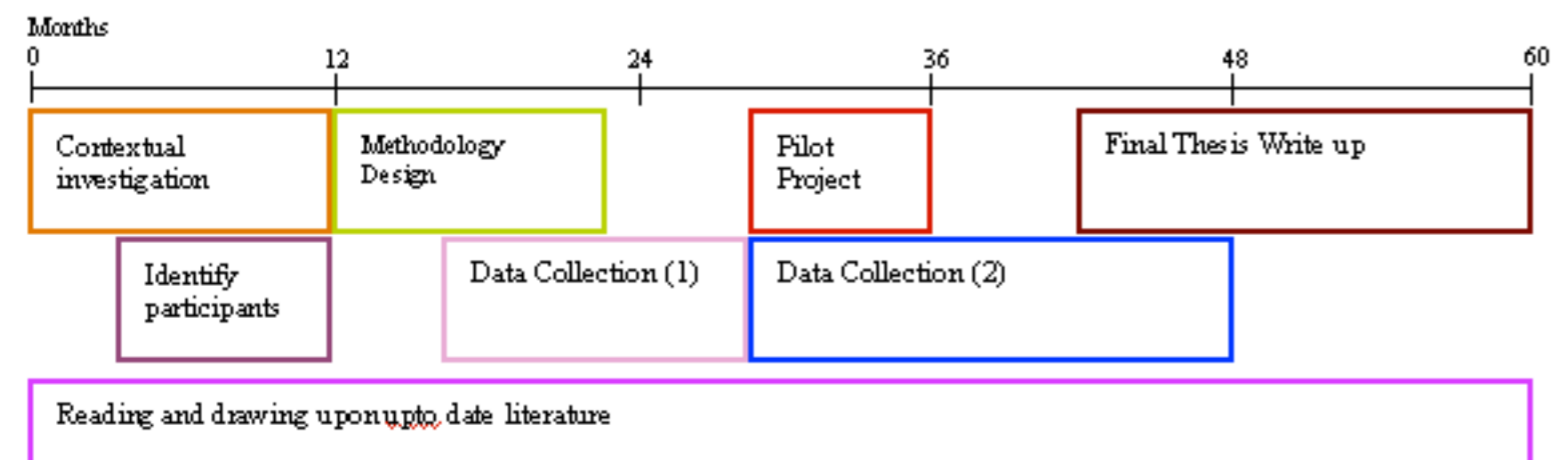 Months
0 12 24 36 48 60
Contextual
investigation
Methodology
Design
Pilot
Project
Final Thesis Write up
Identify
participants
Data Collection (1)
Data Collection (2)
Reading and drawing upon upto date literature